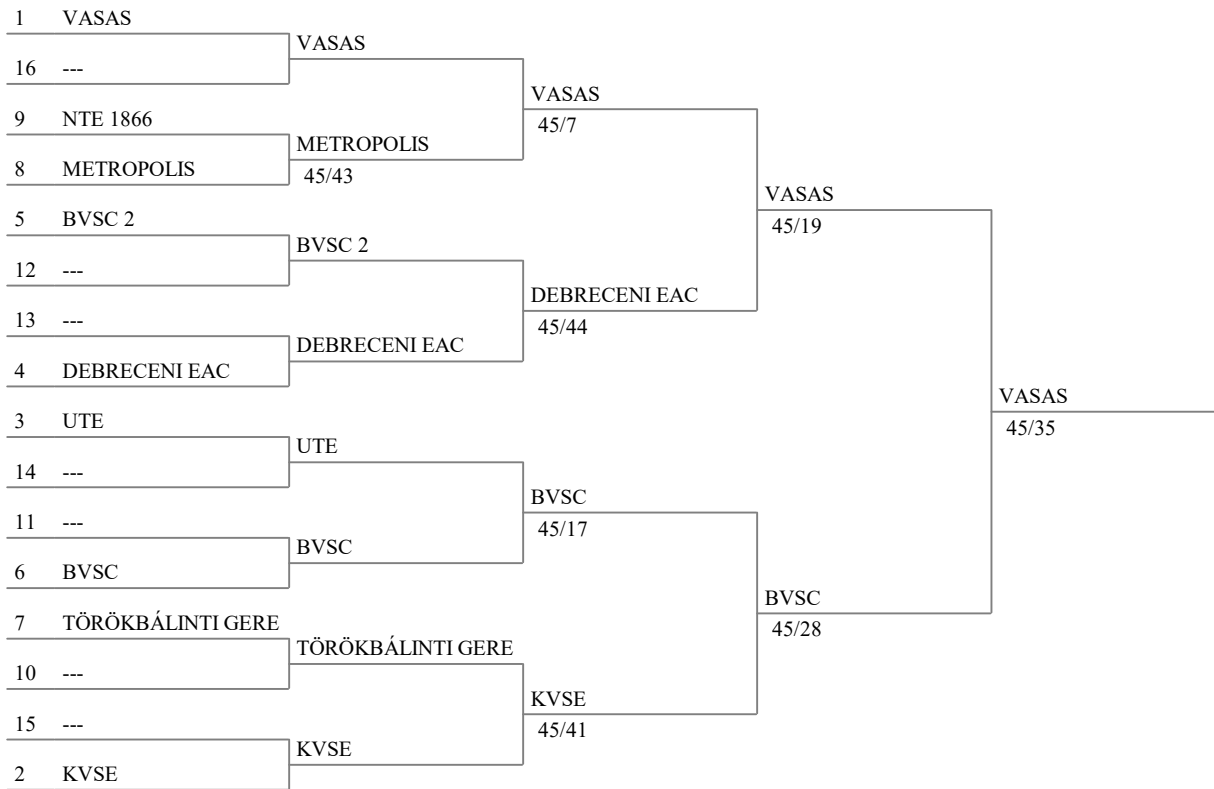 1 VASAS
16 ---
9 NTE 1866
8 METROPOLIS
5 BVSC 2
12 ---
13 ---
4 DEBRECENI EAC
3 UTE
14 ---
11 ---
6 BVSC
7 TÖRÖKBÁLINTI GERE
10 ---
15 ---
2 KVSE
VASAS
METROPOLIS
45/43
BVSC 2
DEBRECENI EAC
UTE
BVSC
TÖRÖKBÁLINTI GERE
KVSE
VASAS
45/7
DEBRECENI EAC
45/44
BVSC
45/17
KVSE
45/41
VASAS
45/19
BVSC
45/28
VASAS
45/35